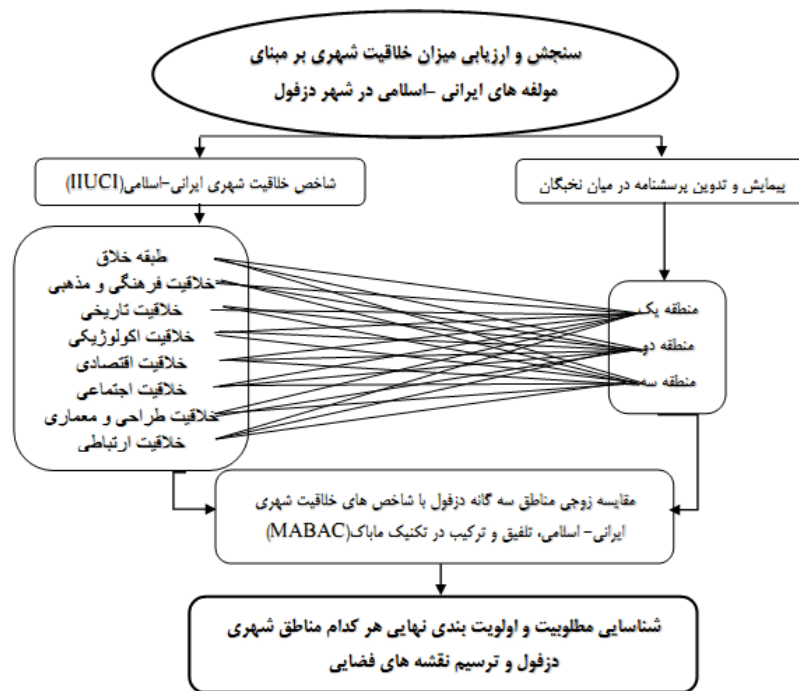 سنجش و ارزیابی میزان خلاقیت شهری بر مبنای
مولفه های ایرانی –اسلامی در شهر دزفول
پیمایش و تدوین پرسشنامه در میان نخبگان
شاخص خلاقیت شهری ایرانی–اسلامی(IIUCI)
طبقه خلاق
خلاقیت فرهنگی و مذهبی
خلاقیت تاریخی
خلاقیت اکولوژیکی
خلاقیت اقتصادی
خلاقیت اجتماعی
خلاقیت طراحی و معماری
خلاقیت ارتباطی
منطقه یک
منطقه دو
منطقه سه
مقایسه زوجی مناطق سه گانه دزفول با شاخص های خلاقیت شهری
ایرانی– اسلامی، تلفیق و ترکیب در تکنیک ماباک(MABAC)
شناسایی مطلوبیت و اولویت بندی نهایی هر کدام مناطق شهری
دزفول و ترسیم نقشه های فضایی